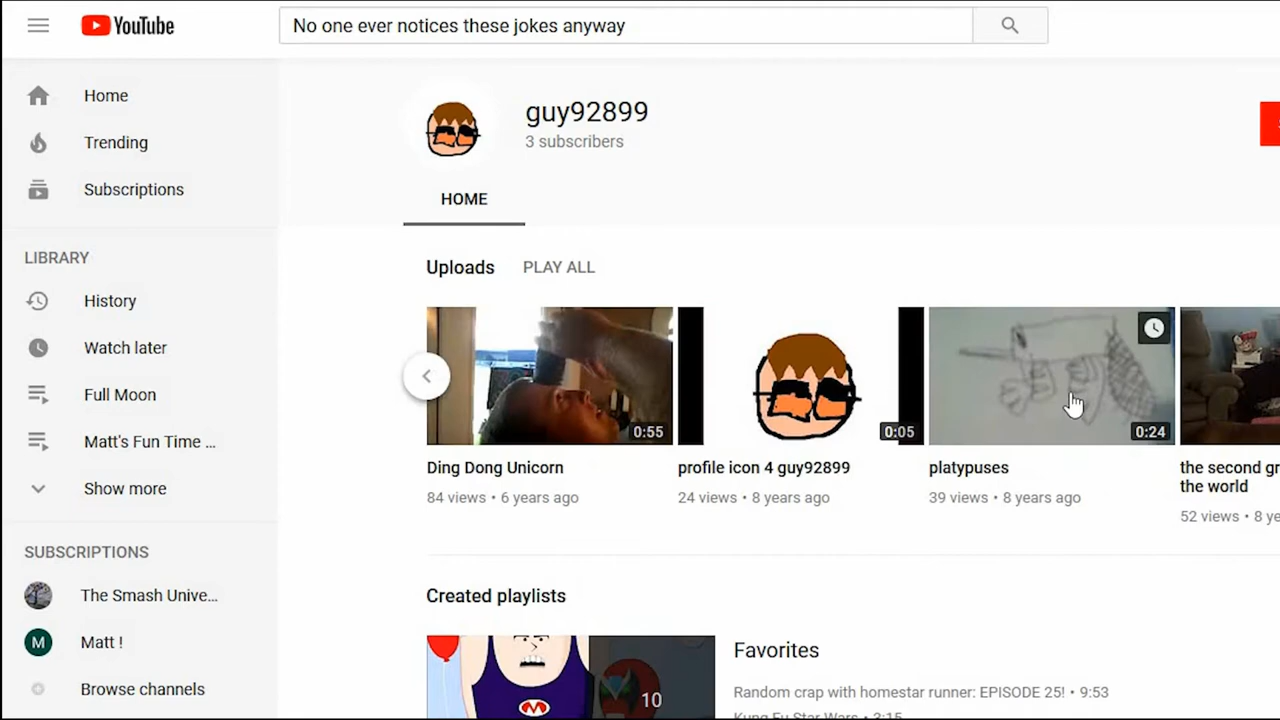 YouTube
No one ever notices these jokes anyway
Home
Trending
Subscriptions
LIBRARY
History
Watch later
Full Moon
Matt's Fun Time ...
Show more
SUBSCRIPTIONS
The Smash Unive...
M
Matt !
Browse channels
guy92899
3 subscribers
HOME
Uploads
PLAY ALL
0:55
0:05
0:24
Ding Dong Unicorn
84 views • 6 years ago
profile icon 4 guy92899
24 views • 8 years ago
platypuses
39 views • 8 years ago
the second gr
the world
52 views • 8 ye
Created playlists
10
Favorites
Random crap with homestar runner: EPISODE 25! • 9:53
Kung Fu Star Wars • 3:15